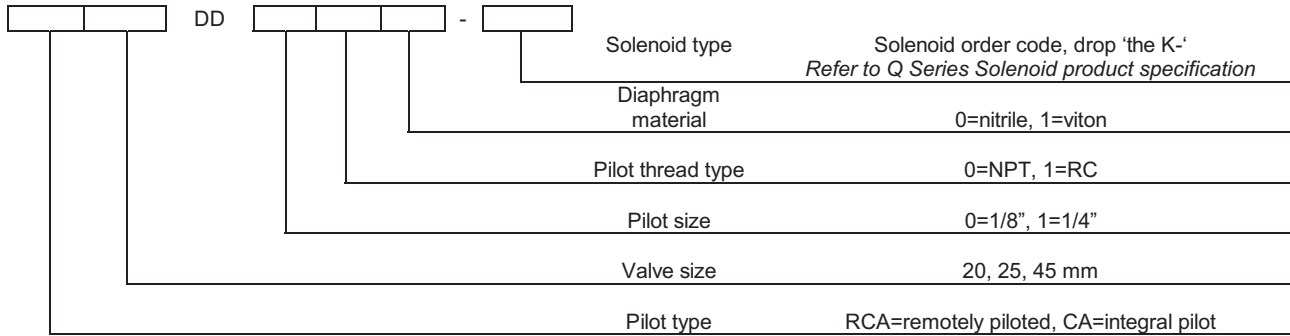 DD -
Solenoid type Solenoid order code, drop ‘the K-‘
Refer to Q Series Solenoid product specification
Diaphragm
material 0=nitrile, 1=viton
Pilot thread type 0=NPT, 1=RC
Pilot size 0=1/8”, 1=1/4”
Valve size 20, 25, 45 mm
Pilot type RCA=remotely piloted, CA=integral pilot